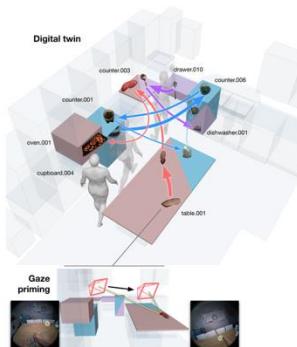 Digital twin
drawer.010
counter.003
counter.006
counter.001
oven.001
dishwasher.001
cupboard.004
table.001
Gaze
priming